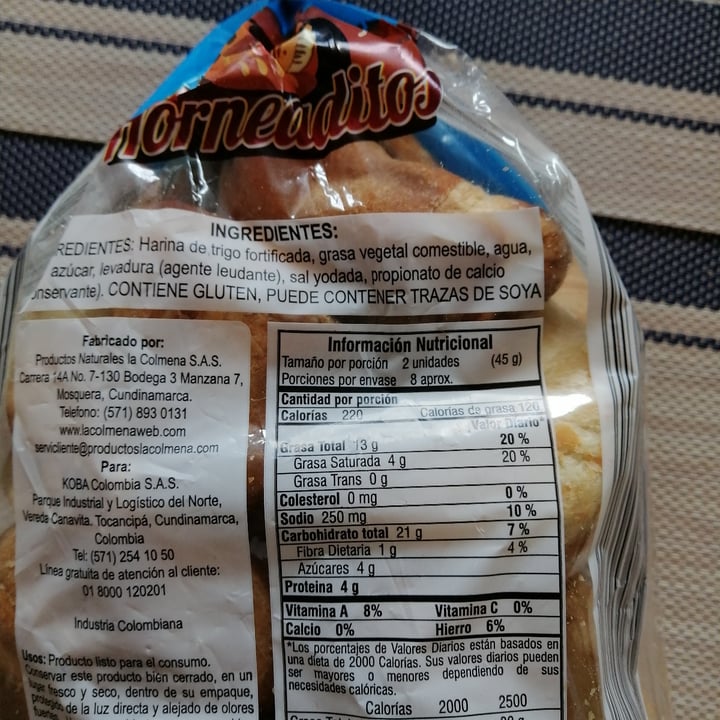 Horneaditos
INGREDIENTES:
REDIENTES: Harina de trigo fortificada, grasa vegetal comestible, agua,
azúcar, levadura (agente leudante), sal yodada, propionato de calcio
onservante). CONTIENE GLUTEN, PUEDE CONTENER TRAZAS DE SOYA
Fabricado por:
Productos Naturales la Colmena S.A.S.
Carrera 14A No. 7-130 Bodega 3 Manzana 7,
Mosquera, Cundinamarca.
Telefono: (571) 893 0131
www.lacolmenaweb.com
servicliente@productoslacolmena.com
Para:
KOBA Colombia S.A.S.
Parque Industrial y Logístico del Norte,
Vereda Canavita. Tocancipá, Cundinamarca,
Colombia
Tel: (571) 254 10 50
Línea gratuita de atención al cliente:
01 8000 120201
Industria Colombiana
Usos: Producto listo para el consumo.
Conservar este producto bién cerrado, en un
lugar fresco y seco, dentro de su empaque,
protegido de la luz directa y alejado de olores
fuertes.
Información Nutricional
Tamaño por porción 2 unidades (45 g)
Porciones por envase 8 aprox.
Cantidad por porción
Calorías 220 Calorías de grasa 120
Valor Diario*
Grasa Total 13 g 20 %
Grasa Saturada 4 g 20 %
Grasa Trans 0 g
Colesterol 0 mg 0 %
Sodio 250 mg 10 %
Carbohidrato total 21 g 7 %
Fibra Dietaria 1 g 4 %
Azúcares 4 g
Proteina 4 g
Vitamina A 8% Vitamina C 0%
Calcio 0% Hierro 6%
*Los porcentajes de Valores Diarios están basados en
una dieta de 2000 Calorías. Sus valores diarios pueden
ser mayores o menores dependiendo de sus
necesidades calóricas.
Calorías 2000 2500